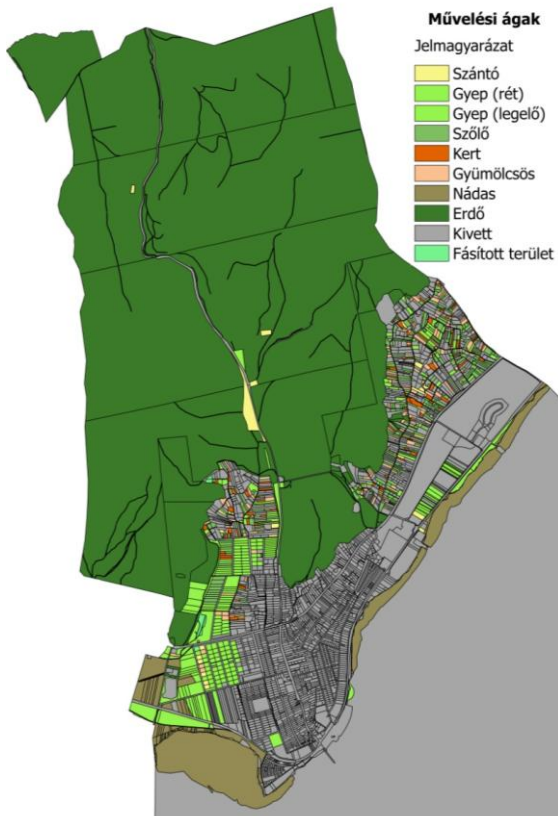 Művelési ágak
Jelmagyarázat
Szántó
Gyep (rét)
Gyep (legelő)
Szőlő
Kert
Gyümölcsös
Nádas
Erdő
Kivett
Fásított terület